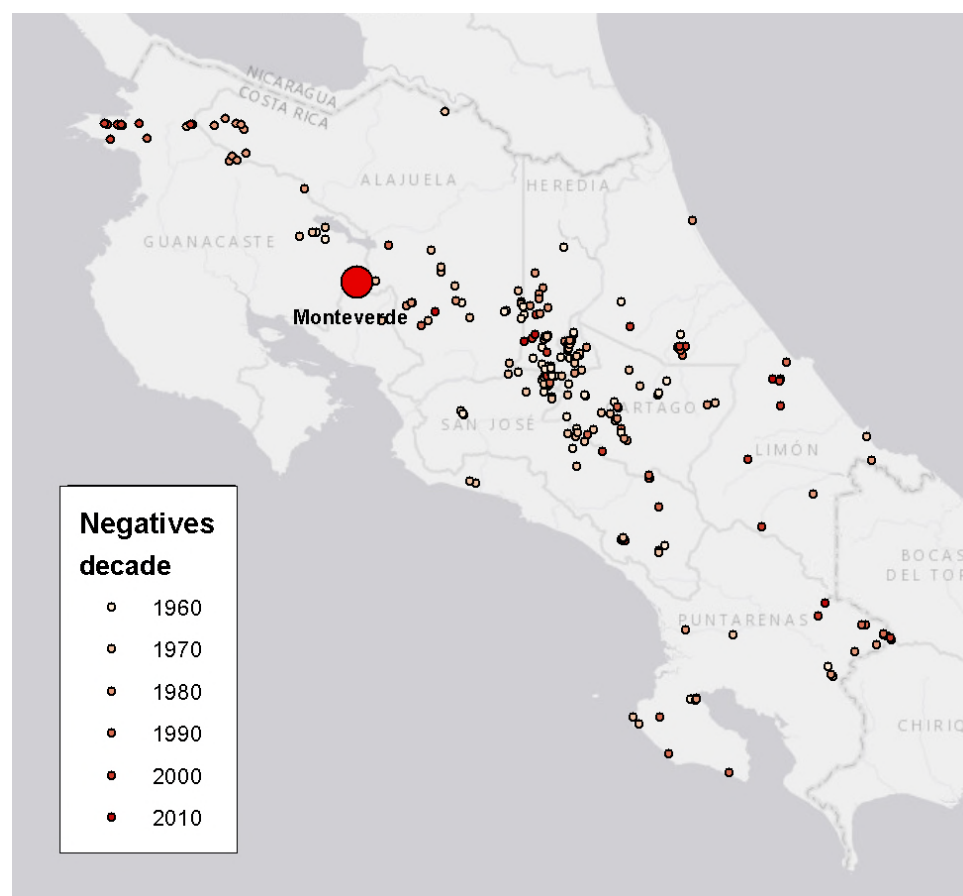 NICARAGUA
COSTA RICA
ALAJUELA
HEREDIA
GUANACASTE
Monteverde
CARTAGO
SAN JOSÉ
LIMÓN
BOCAS
DEL TOR
PUNTARENAS
CHIRIQ
Negatives
decade
1960
1970
1980
1990
2000
2010